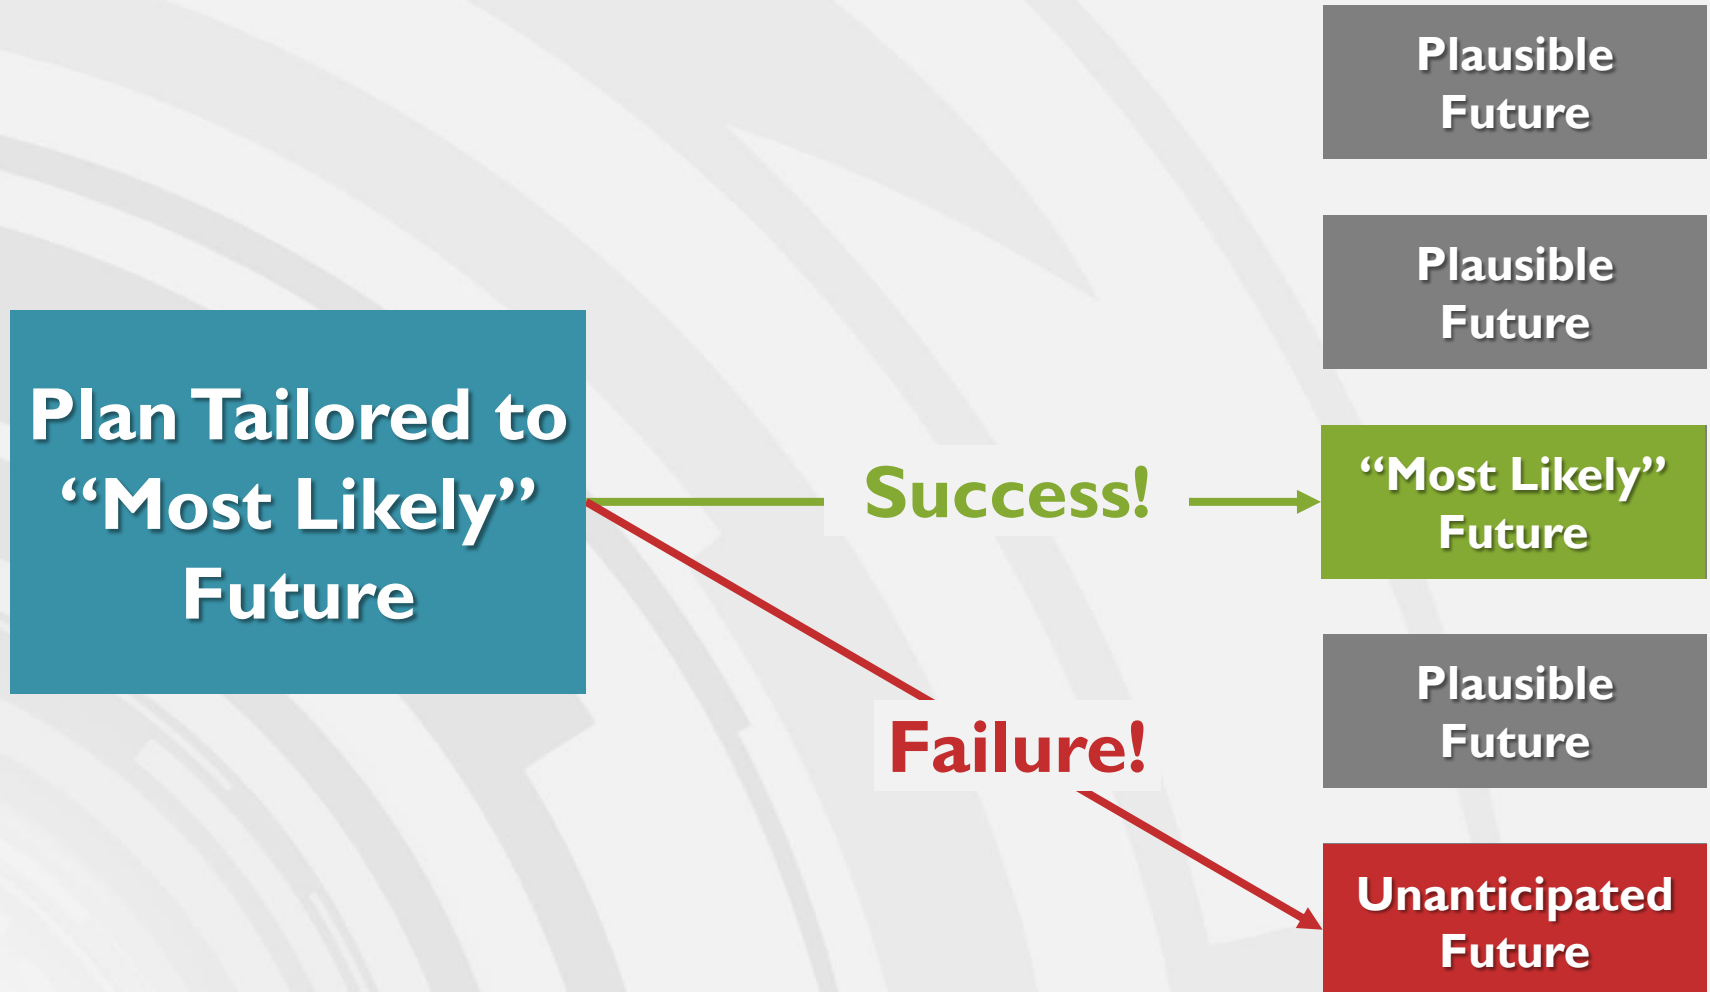 Plausible
Future
Plausible
Future
Plan Tailored to
“Most Likely”
Future
Success!
“Most Likely”
Future
Failure!
Plausible
Future
Unanticipated
Future